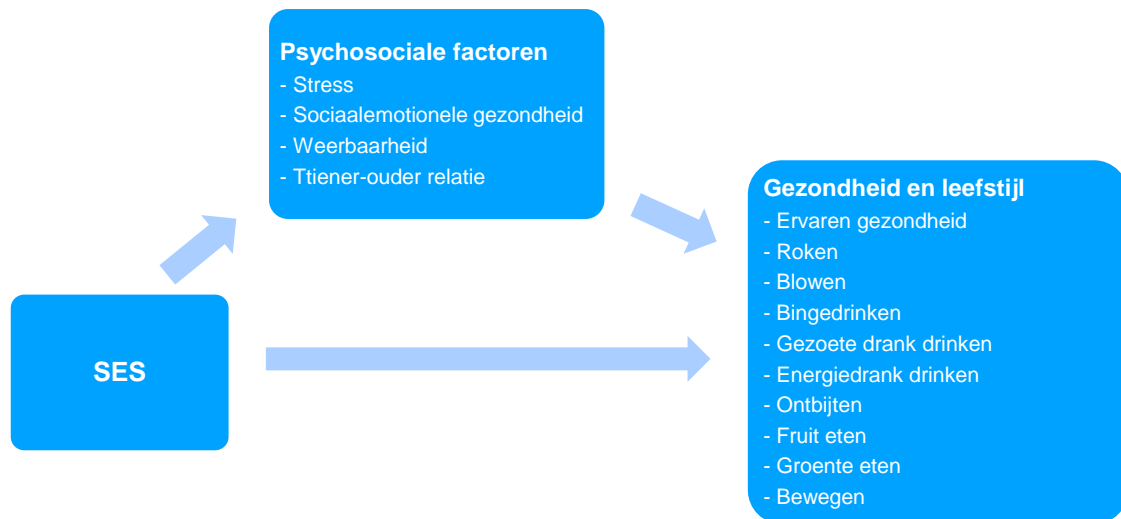 Psychosociale factoren
- Stress
- Sociaalemotionele gezondheid
- Weerbaarheid
- Ttiener-ouder relatie
SES
Gezondheid en leefstijl
- Ervaren gezondheid
- Roken
- Blowen
- Bingedrinken
- Gezoete drank drinken
- Energiedrank drinken
- Ontbijten
- Fruit eten
- Groente eten
- Bewegen